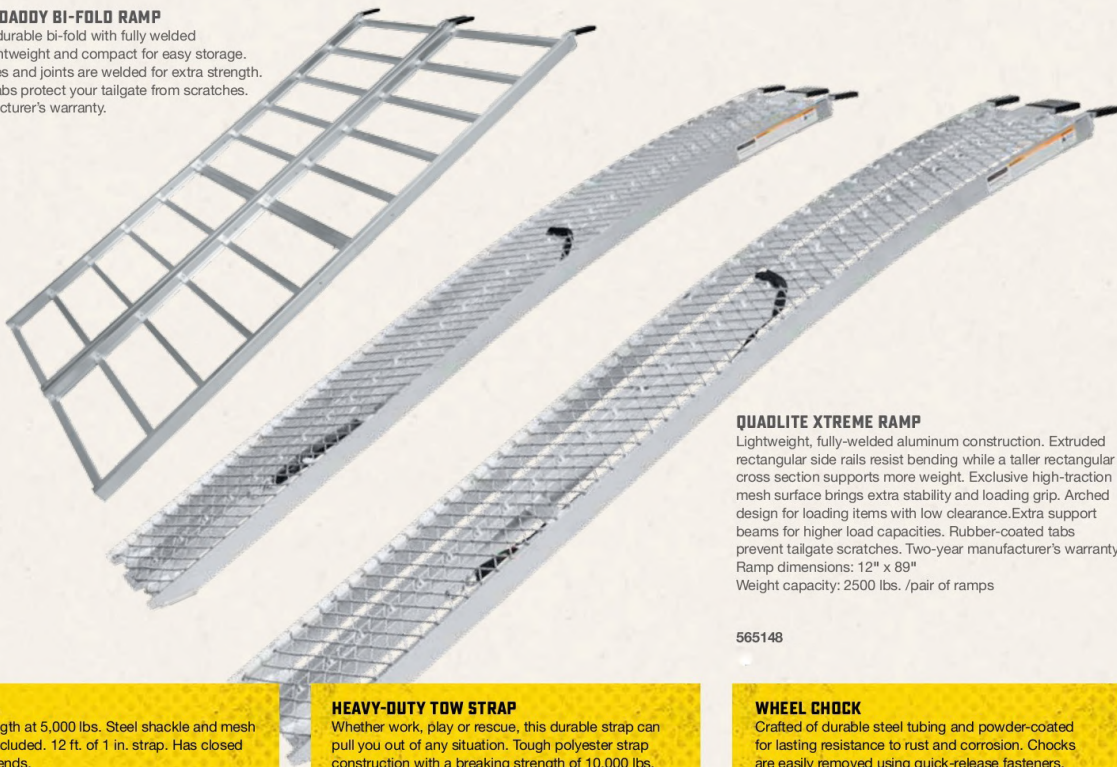 DADDY BI-FOLD RAMP
durable bi-fold with fully welded
htweight and compact for easy storage.
es and joints are welded for extra strength.
abs protect your tailgate from scratches.
cturer's warranty.
QUADLITE XTREME RAMP
Lightweight, fully-welded aluminum construction. Extruded
rectangular side rails resist bending while a taller rectangular
cross section supports more weight. Exclusive high-traction
mesh surface brings extra stability and loading grip. Arched
design for loading items with low clearance.Extra support
beams for higher load capacities. Rubber-coated tabs
prevent tailgate scratches. Two-year manufacturer's warranty
Ramp dimensions: 12" x 89"
Weight capacity: 2500 lbs. /pair of ramps
565148
gth at 5,000 lbs. Steel shackle and mesh
cluded. 12 ft. of 1 in. strap. Has closed
ends.
HEAVY-DUTY TOW STRAP
Whether work, play or rescue, this durable strap can
pull you out of any situation. Tough polyester strap
construction with a breaking strength of 10,000 lbs.
WHEEL CHOCK
Crafted of durable steel tubing and powder-coated
for lasting resistance to rust and corrosion. Chocks
are easily removed using quick-release fasteners.